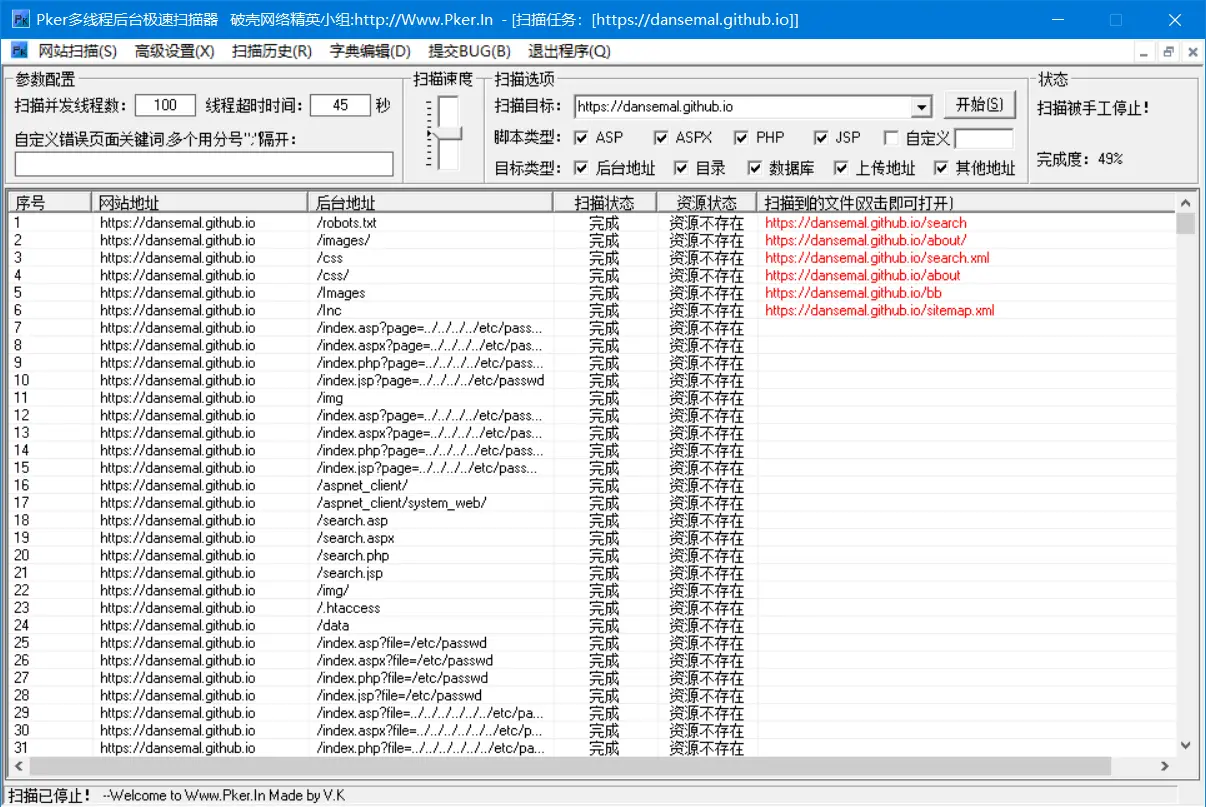 Pker多线程后台极速扫描器 破壳网络精英小组:http://Www.Pker.In - [扫描任务：[https://dansemal.github.io]]
网站扫描(S) 高级设置(X) 扫描历史(R) 字典编辑(D) 提交BUG(B) 退出程序(Q)
参数配置 扫描速度 扫描选项 状态
扫描并发线程数: 100 线程超时时间: 45 秒 扫描目标: https://dansemal.github.io 开始(S) 扫描被手工停止!
自定义错误页面关键词,多个用分号";"隔开: 脚本类型: ASP ASPX PHP JSP 自定义
目标类型: 后台地址 目录 数据库 上传地址 其他地址 完成度: 49%
序号 网站地址 后台地址 扫描状态 资源状态 扫描到的文件(双击即可打开)
1 https://dansemal.github.io /robots.txt 完成 资源不存在 https://dansemal.github.io/search
2 https://dansemal.github.io /images/ 完成 资源不存在 https://dansemal.github.io/about/
3 https://dansemal.github.io /css 完成 资源不存在 https://dansemal.github.io/search.xml
4 https://dansemal.github.io /css/ 完成 资源不存在 https://dansemal.github.io/about
5 https://dansemal.github.io /Images 完成 资源不存在 https://dansemal.github.io/bb
6 https://dansemal.github.io /Inc 完成 资源不存在 https://dansemal.github.io/sitemap.xml
7 https://dansemal.github.io /index.asp?page=../../../../etc/pass... 完成 资源不存在
8 https://dansemal.github.io /index.aspx?page=../../../../etc/pas... 完成 资源不存在
9 https://dansemal.github.io /index.php?page=../../../../etc/pass... 完成 资源不存在
10 https://dansemal.github.io /index.jsp?page=../../../../etc/passwd 完成 资源不存在
11 https://dansemal.github.io /img 完成 资源不存在
12 https://dansemal.github.io /index.asp?page=../../../../etc/pass... 完成 资源不存在
13 https://dansemal.github.io /index.aspx?page=../../../../etc/pas... 完成 资源不存在
14 https://dansemal.github.io /index.php?page=../../../../etc/pass... 完成 资源不存在
15 https://dansemal.github.io /index.jsp?page=../../../../etc/pass... 完成 资源不存在
16 https://dansemal.github.io /aspnet_client/ 完成 资源不存在
17 https://dansemal.github.io /aspnet_client/system_web/ 完成 资源不存在
18 https://dansemal.github.io /search.asp 完成 资源不存在
19 https://dansemal.github.io /search.aspx 完成 资源不存在
20 https://dansemal.github.io /search.php 完成 资源不存在
21 https://dansemal.github.io /search.jsp 完成 资源不存在
22 https://dansemal.github.io /img/ 完成 资源不存在
23 https://dansemal.github.io /.htaccess 完成 资源不存在
24 https://dansemal.github.io /data 完成 资源不存在
25 https://dansemal.github.io /index.asp?file=/etc/passwd 完成 资源不存在
26 https://dansemal.github.io /index.aspx?file=/etc/passwd 完成 资源不存在
27 https://dansemal.github.io /index.php?file=/etc/passwd 完成 资源不存在
28 https://dansemal.github.io /index.jsp?file=/etc/passwd 完成 资源不存在
29 https://dansemal.github.io /index.asp?file=../../../../../../etc/pa... 完成 资源不存在
30 https://dansemal.github.io /index.aspx?file=../../../../../../etc/p... 完成 资源不存在
31 https://dansemal.github.io /index.php?file=../../../../../../etc/pa... 完成 资源不存在
扫描已停止! --Welcome to Www.Pker.In Made by V.K